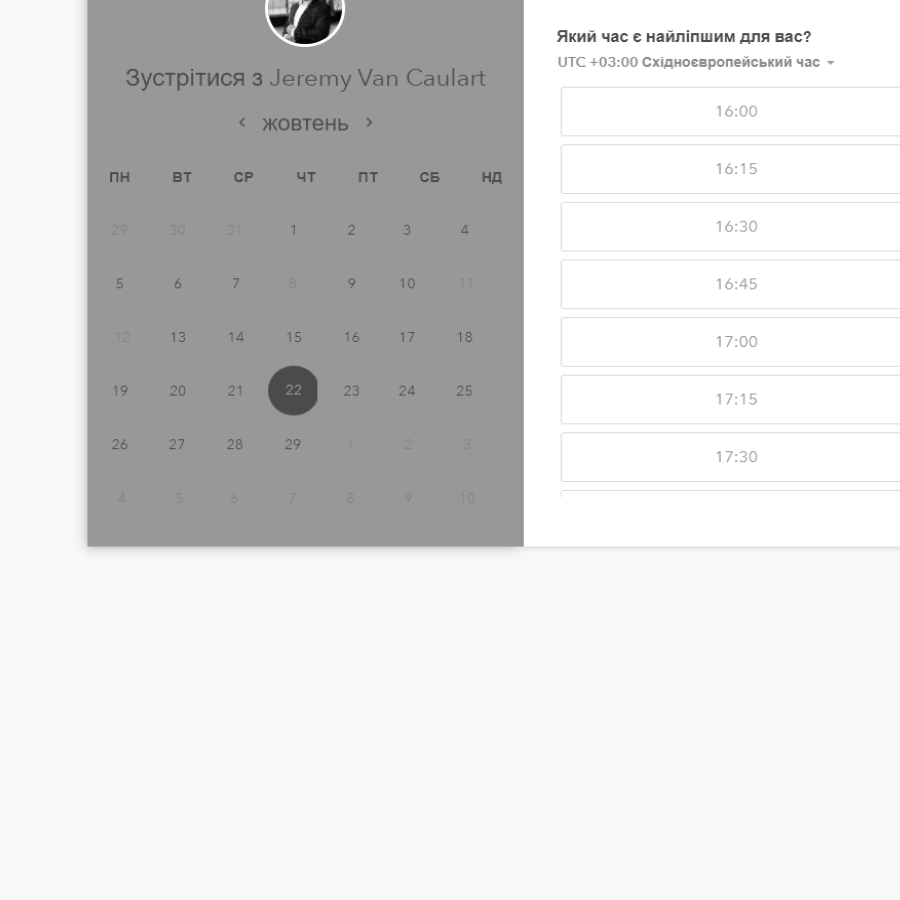 Зустрітися з Jeremy Van Caulart
жовтень
ПН ВТ СР ЧТ ПТ СБ НД
29 30 31 1 2 3 4
5 6 7 8 9 10 11
12 13 14 15 16 17 18
19 20 21 22 23 24 25
26 27 28 29 1 2 3
4 5 6 7 8 9 10
Який час є найліпшим для вас?
UTC +03:00 Східноєвропейський час
16:00
16:15
16:30
16:45
17:00
17:15
17:30